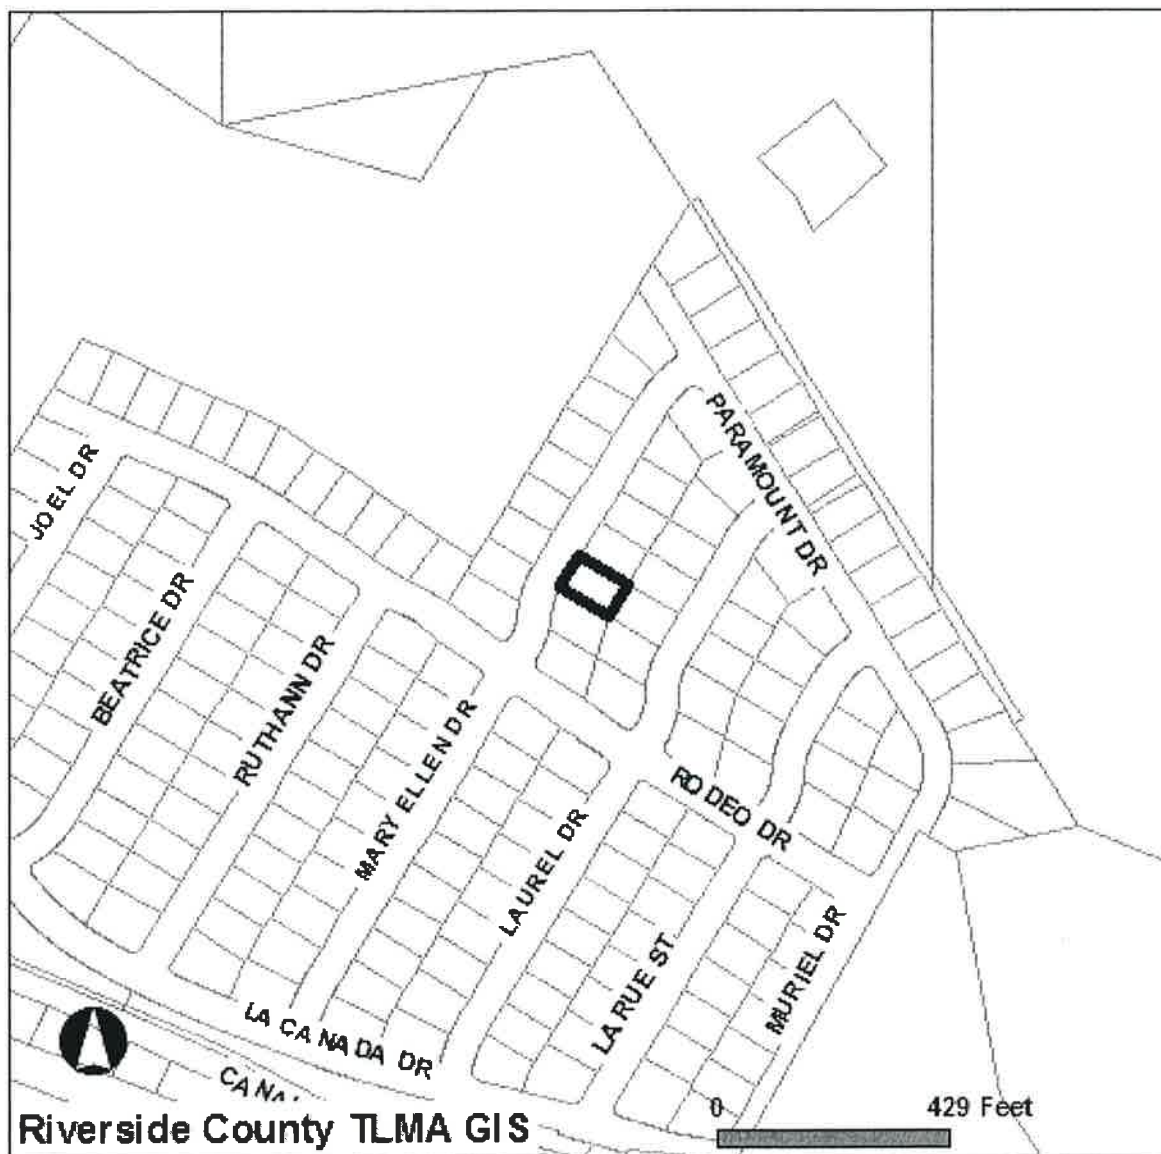 PARAMOUNT DR
JOEL DR
BEATRICE DR
RUTHANN DR
MARY ELLEN DR
RODEO DR
LAUREL DR
LA RUE ST
MURIEL DR
LA CANADA DR
0 429 Feet
Riverside County TLMA GIS